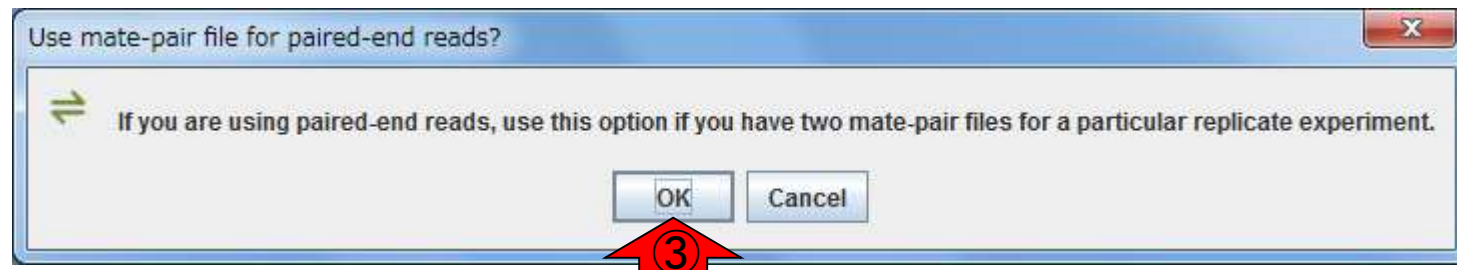 Use mate-pair file for paired-end reads?
If you are using paired-end reads, use this option if you have two mate-pair files for a particular replicate experiment.
OK Cancel
③